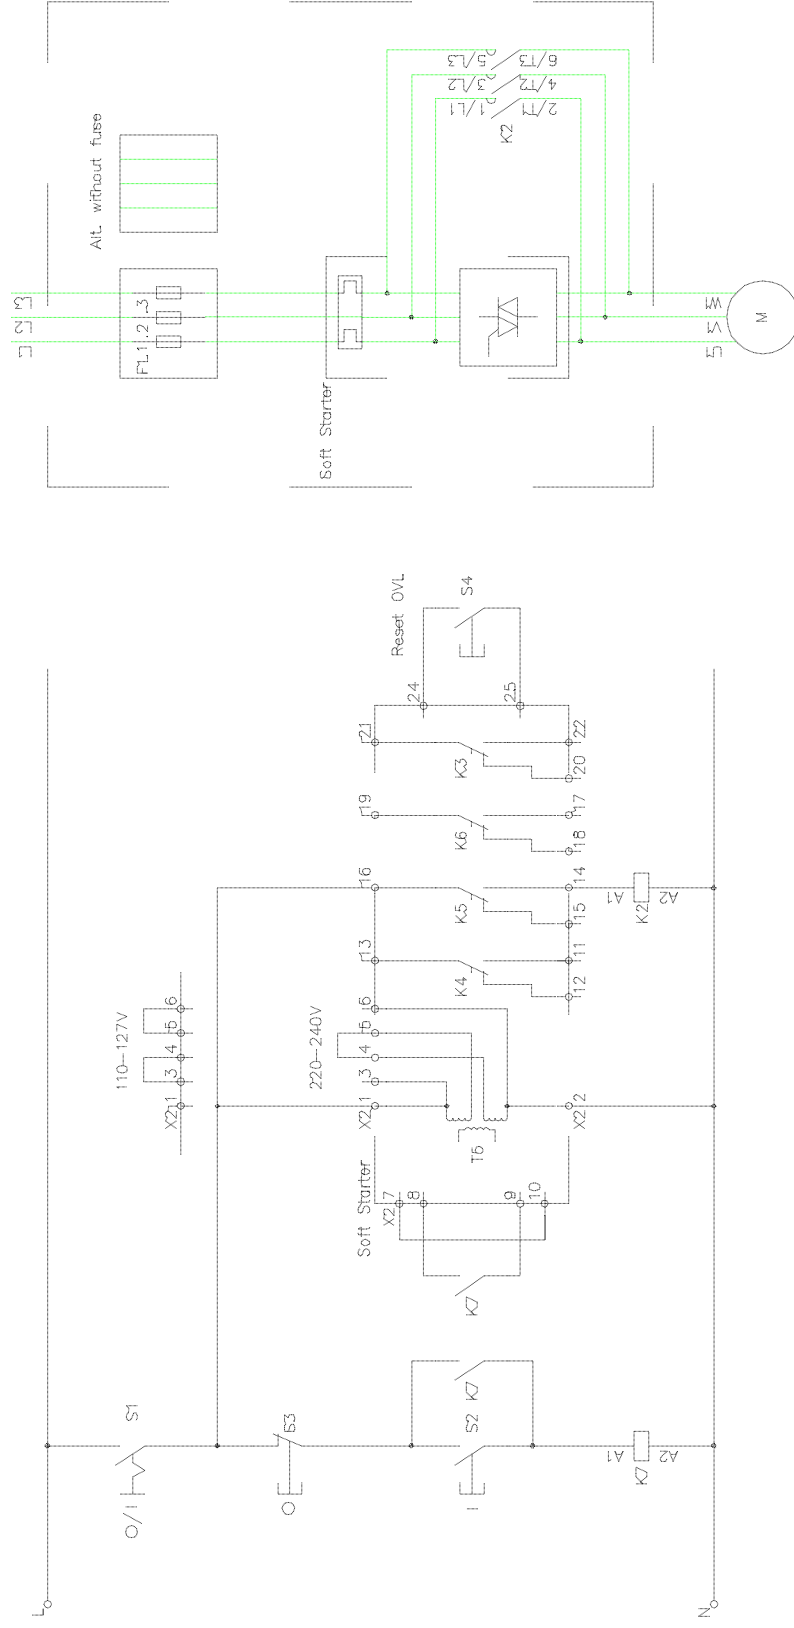 L
N
O/I
S1
O
S3
I
S2
K7
K7
A1
A2
K7
Soft Starter
X2 7
8
9
10
110-127V
X2 1
3
4
5
6
220-240V
X2 1
3
4
5
6
13
16
19
21
X2 2
12
11
15
14
18
17
20
22
K4
K5
K6
K3
A1
A2
K2
24
25
Reset OVL
S4
Alt. without fuse
L1
L2
L3
FL1 .2 .3
Soft Starter
1/L1
3/L2
5/L3
2/T1
4/T2
6/T3
K2
U1
V1
W1
M